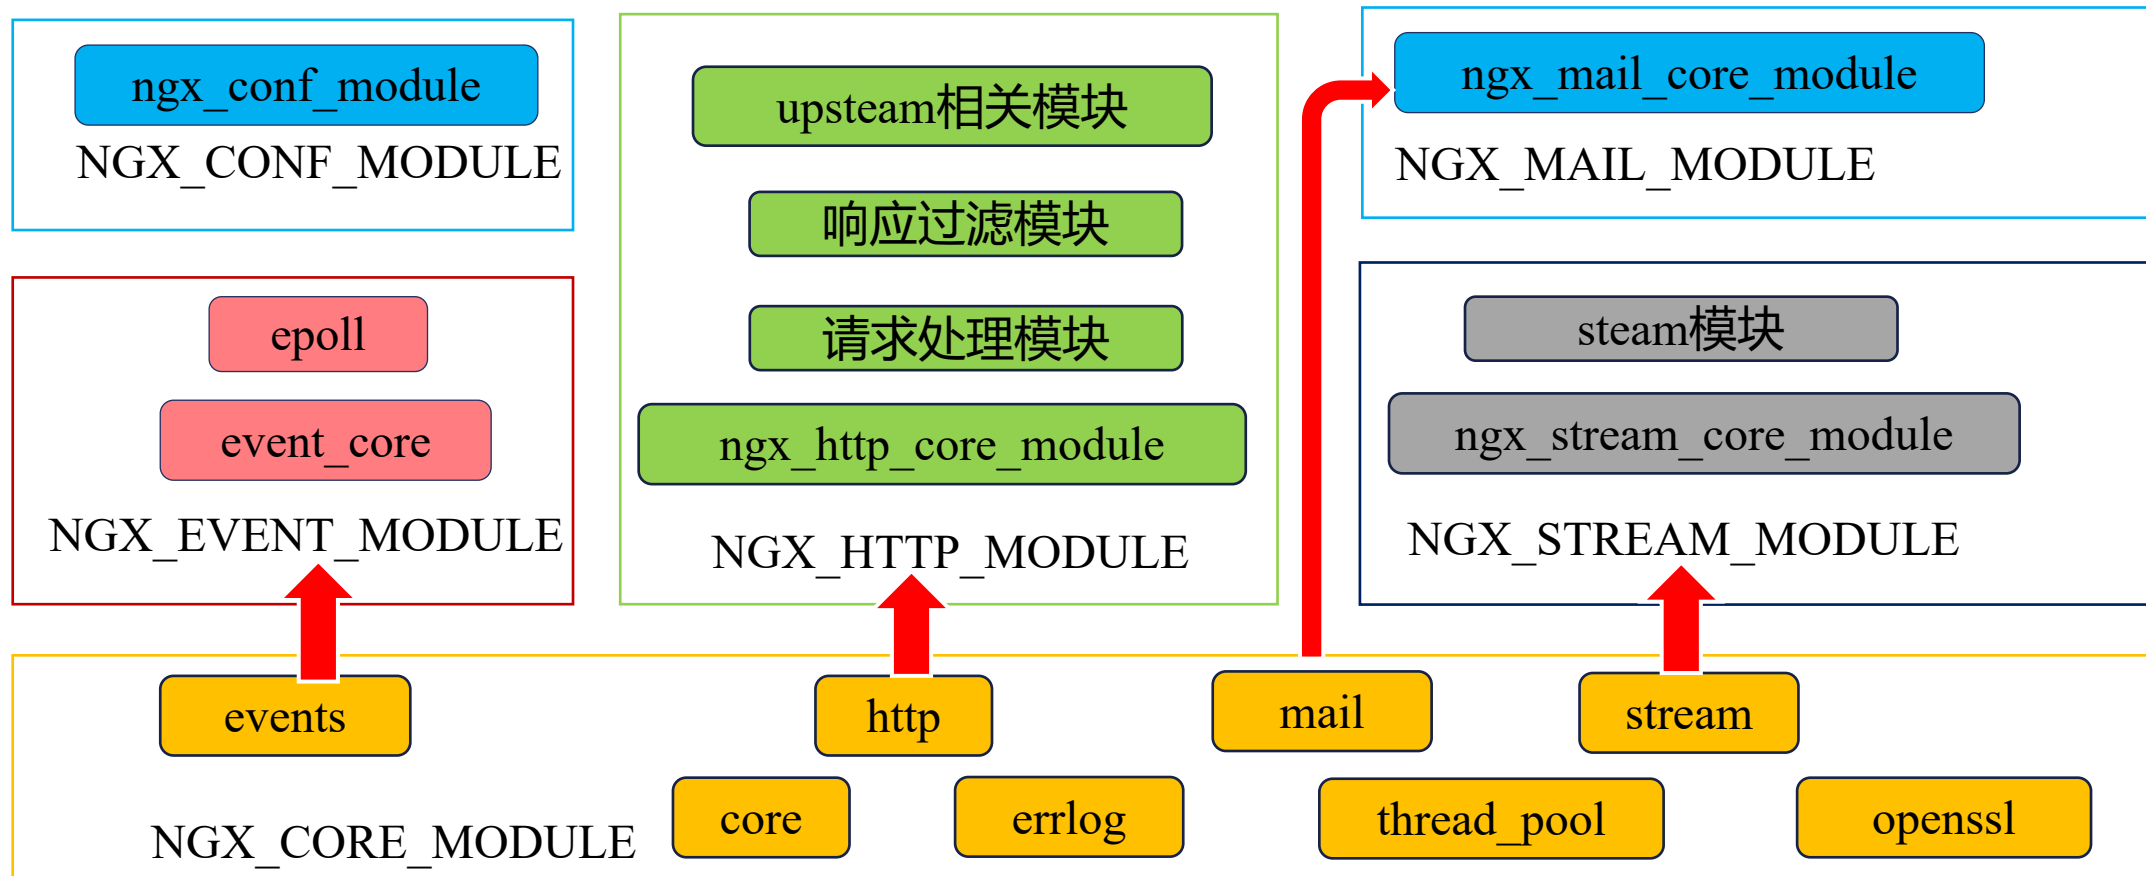 ngx_conf_module
NGX_CONF_MODULE
epoll
event_core
NGX_EVENT_MODULE
upsteam相关模块
响应过滤模块
请求处理模块
ngx_http_core_module
NGX_HTTP_MODULE
ngx_mail_core_module
NGX_MAIL_MODULE
steam模块
ngx_stream_core_module
NGX_STREAM_MODULE
events
http
mail
stream
core
errlog
thread_pool
openssl
NGX_CORE_MODULE